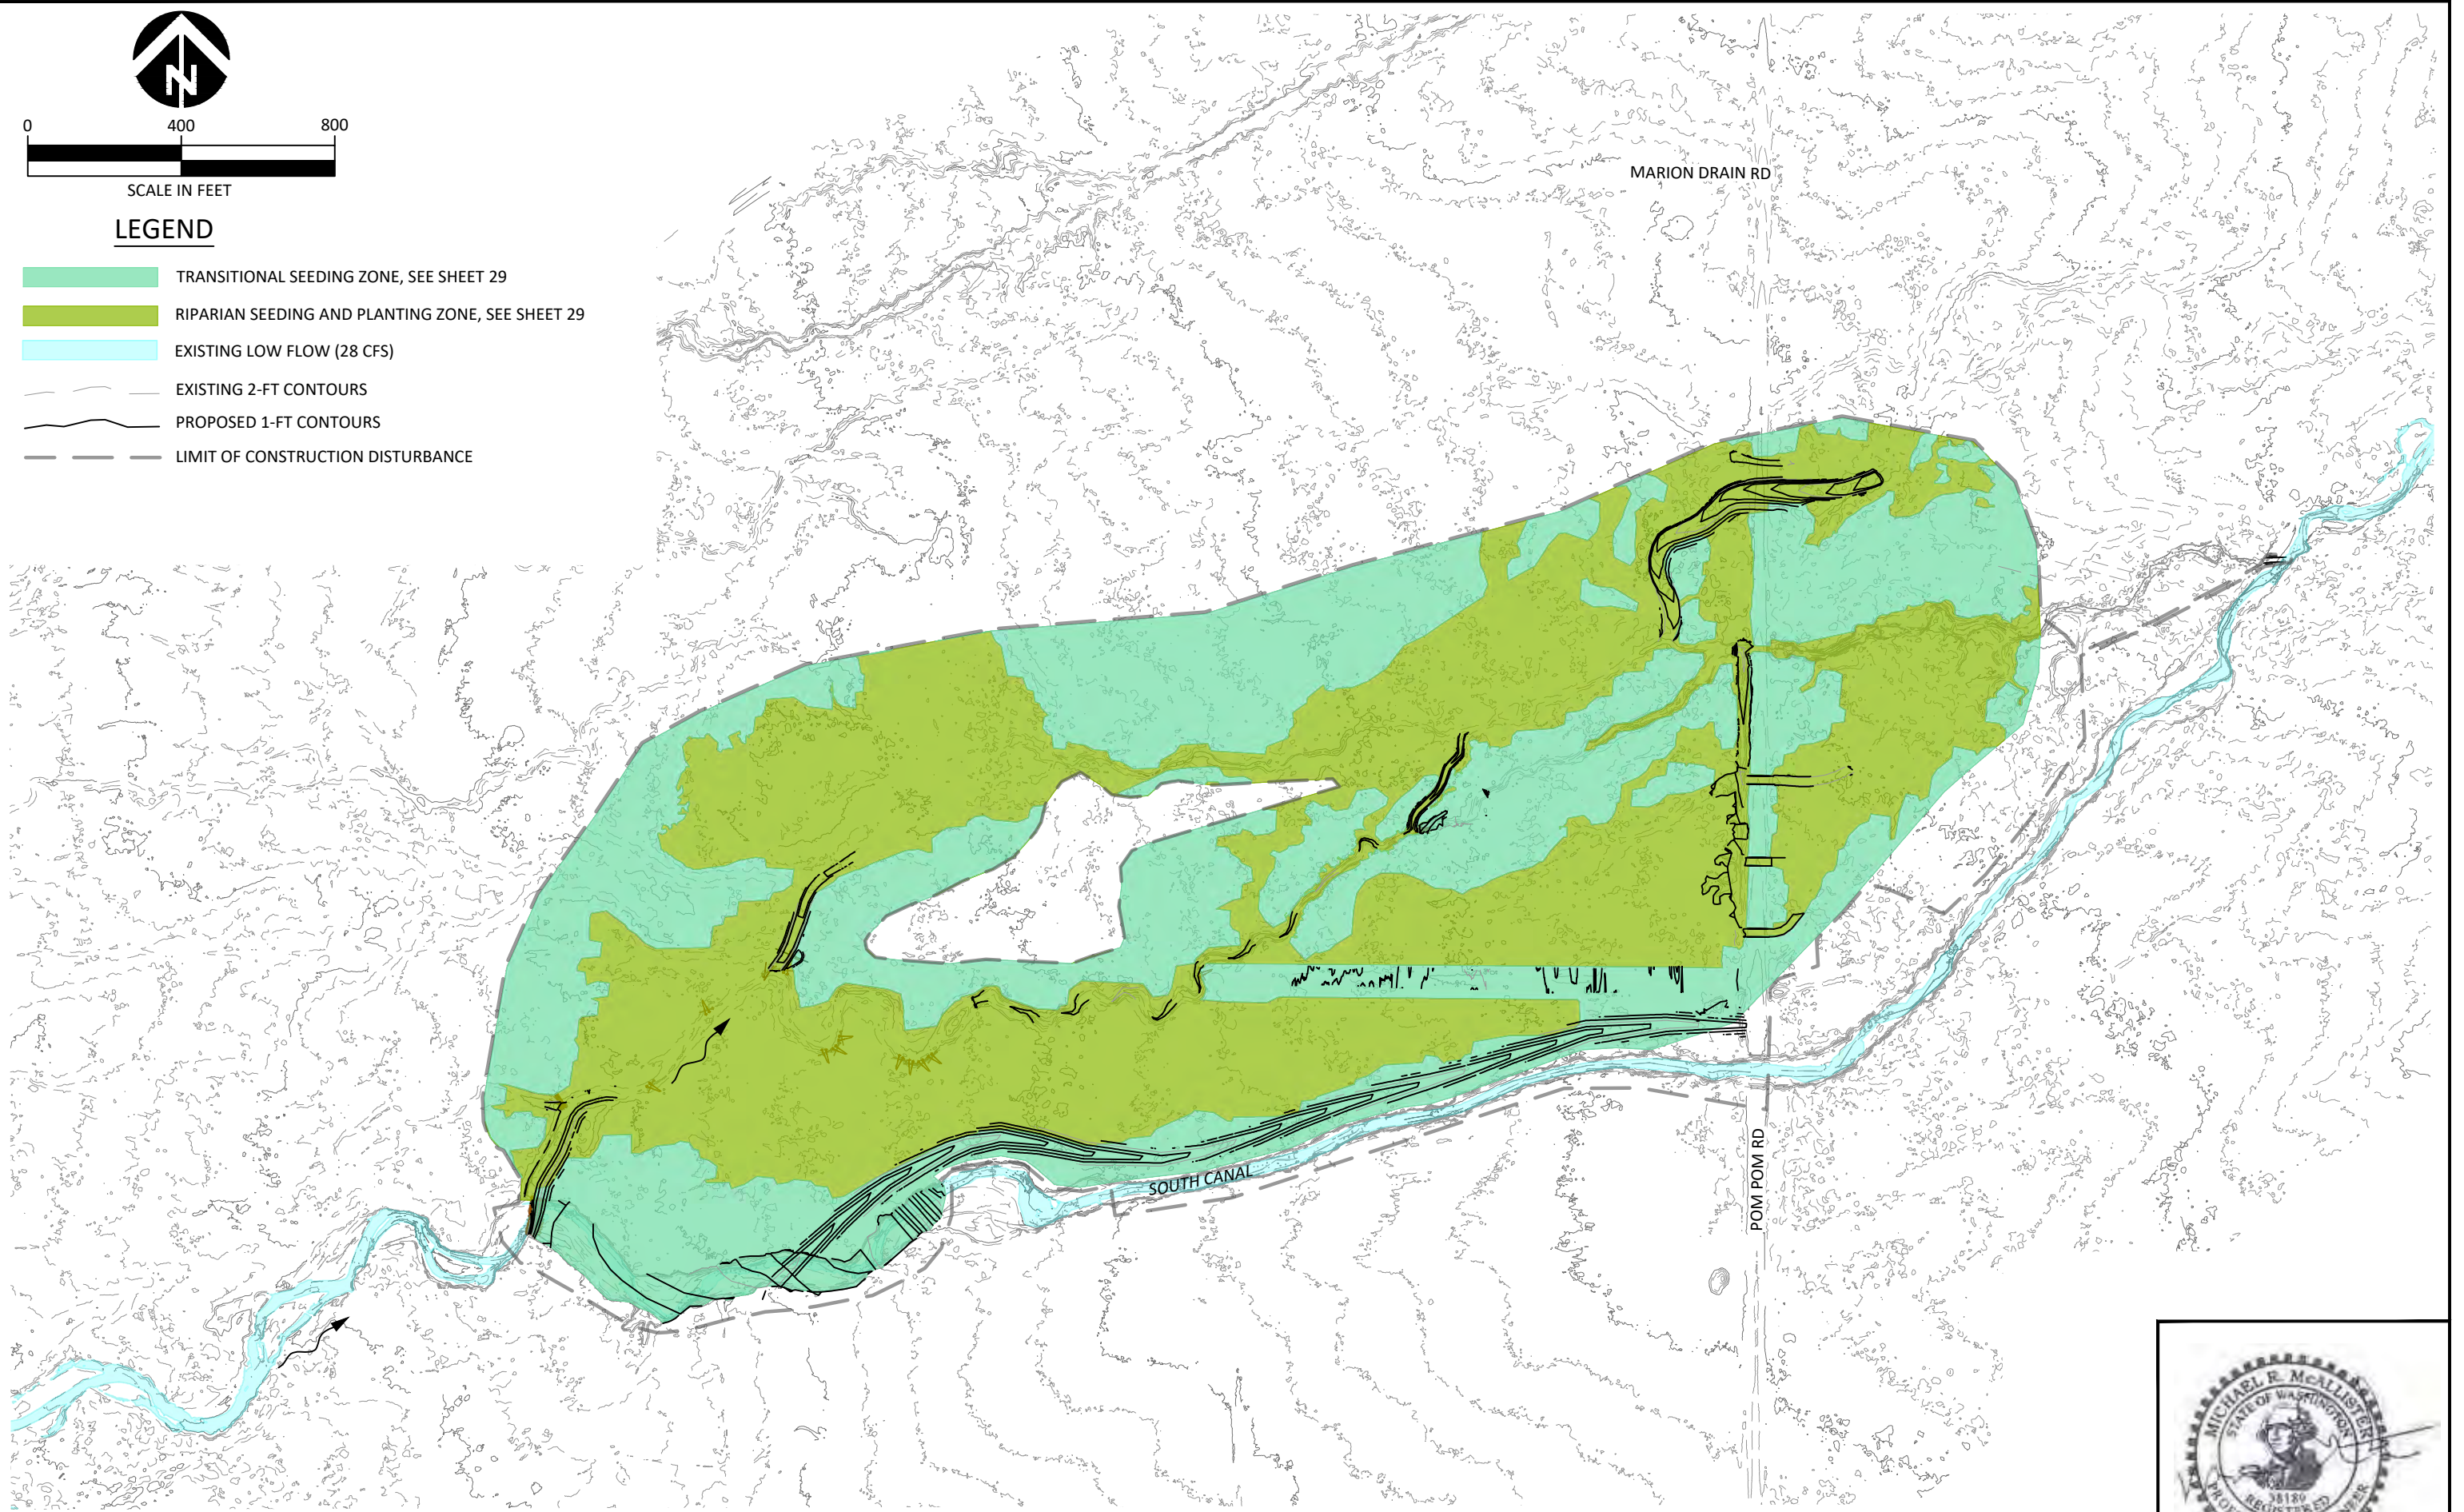 N
0 400 800
SCALE IN FEET
LEGEND
TRANSITIONAL SEEDING ZONE, SEE SHEET 29
RIPARIAN SEEDING AND PLANTING ZONE, SEE SHEET 29
EXISTING LOW FLOW (28 CFS)
EXISTING 2-FT CONTOURS
PROPOSED 1-FT CONTOURS
LIMIT OF CONSTRUCTION DISTURBANCE
MARION DRAIN RD
SOUTH CANAL
POM POM RD
MICHAEL R. McALLISTER
STATE OF WASHINGTON
38180
REGISTERED